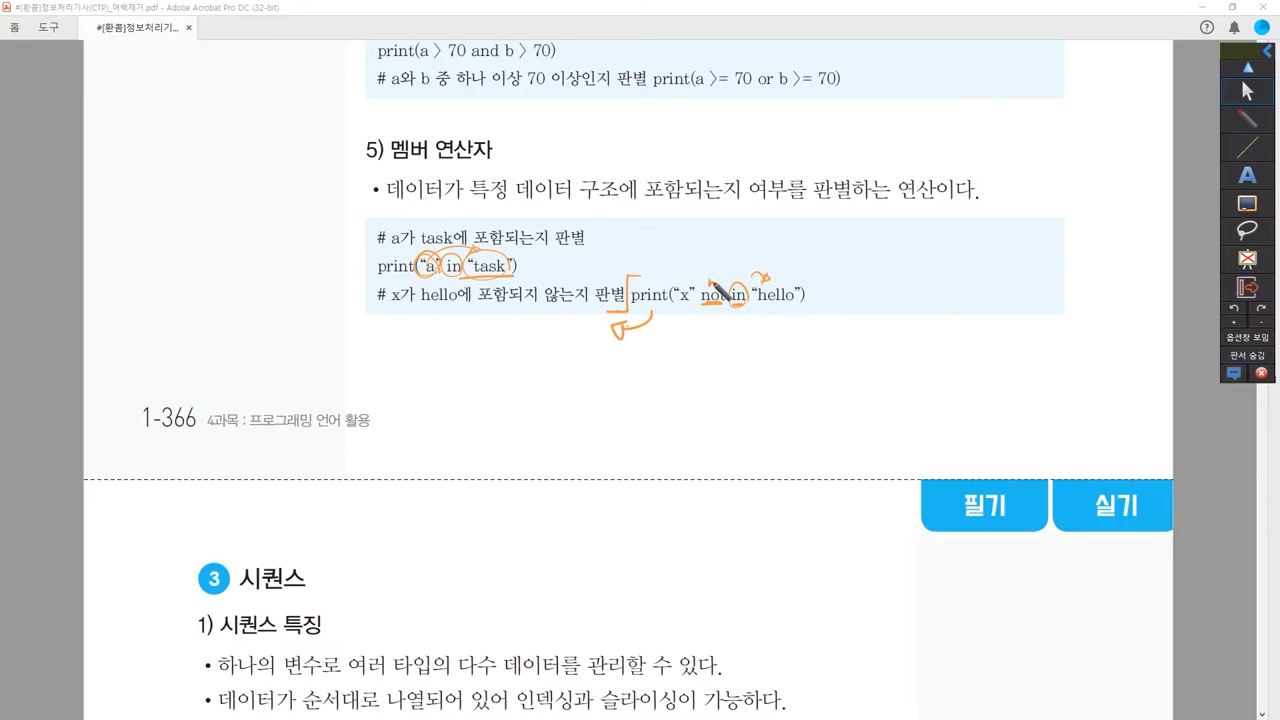 #[환콤]정보처리기사(CTP)_여백제거.pdf - Adobe Acrobat Pro DC (32-bit)
홈 도구 #[환콤]정보처리기... ×
print(a > 70 and b > 70)
# a와 b 중 하나 이상 70 이상인지 판별 print(a >= 70 or b >= 70)
5) 멤버 연산자
• 데이터가 특정 데이터 구조에 포함되는지 여부를 판별하는 연산이다.
# a가 task에 포함되는지 판별
print(“a” in “task”)
# x가 hello에 포함되지 않는지 판별 print(“x” not in “hello”)
옵션창 보임
판서 숨김
1-366 4과목 : 프로그래밍 언어 활용
필기 실기
3 시퀀스
1) 시퀀스 특징
• 하나의 변수로 여러 타입의 다수 데이터를 관리할 수 있다.
• 데이터가 순서대로 나열되어 있어 인덱싱과 슬라이싱이 가능하다.